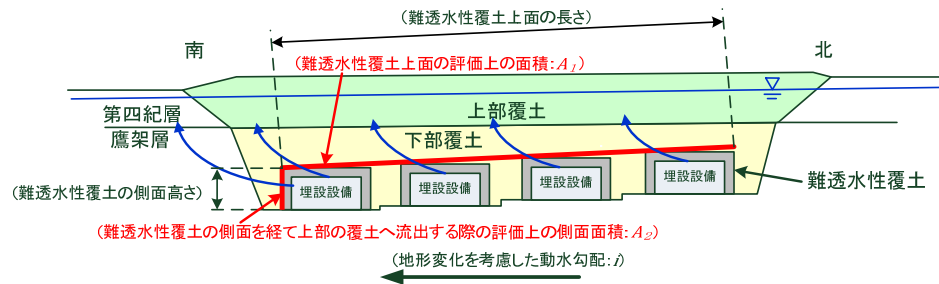 (難透水性覆土上面の長さ)
南
北
(難透水性覆土上面の評価上の面積:A₁)
第四紀層
上部覆土
鷹架層
下部覆土
(難透水性覆土の側面高さ)
埋設設備
埋設設備
埋設設備
埋設設備
難透水性覆土
(難透水性覆土の側面を経て上部の覆土へ流出する際の評価上の側面面積:A₂)
(地形変化を考慮した動水勾配:i)